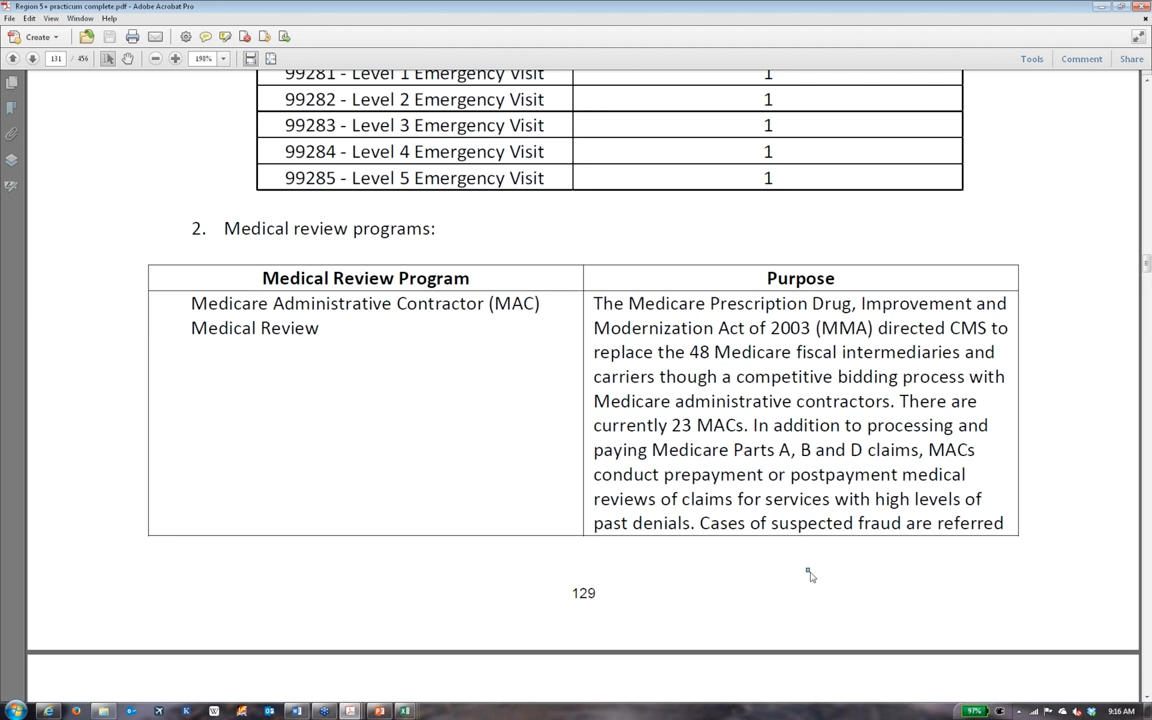 Region 5+ practicum complete.pdf - Adobe Acrobat Pro
File Edit View Window Help
Create
131 / 456 198% Tools Comment Share
99281 - Level 1 Emergency Visit 1
99282 - Level 2 Emergency Visit 1
99283 - Level 3 Emergency Visit 1
99284 - Level 4 Emergency Visit 1
99285 - Level 5 Emergency Visit 1
2. Medical review programs:
Medical Review Program Purpose
Medicare Administrative Contractor (MAC)
Medical Review
The Medicare Prescription Drug, Improvement and
Modernization Act of 2003 (MMA) directed CMS to
replace the 48 Medicare fiscal intermediaries and
carriers though a competitive bidding process with
Medicare administrative contractors. There are
currently 23 MACs. In addition to processing and
paying Medicare Parts A, B and D claims, MACs
conduct prepayment or postpayment medical
reviews of claims for services with high levels of
past denials. Cases of suspected fraud are referred
129
97% 9:16 AM